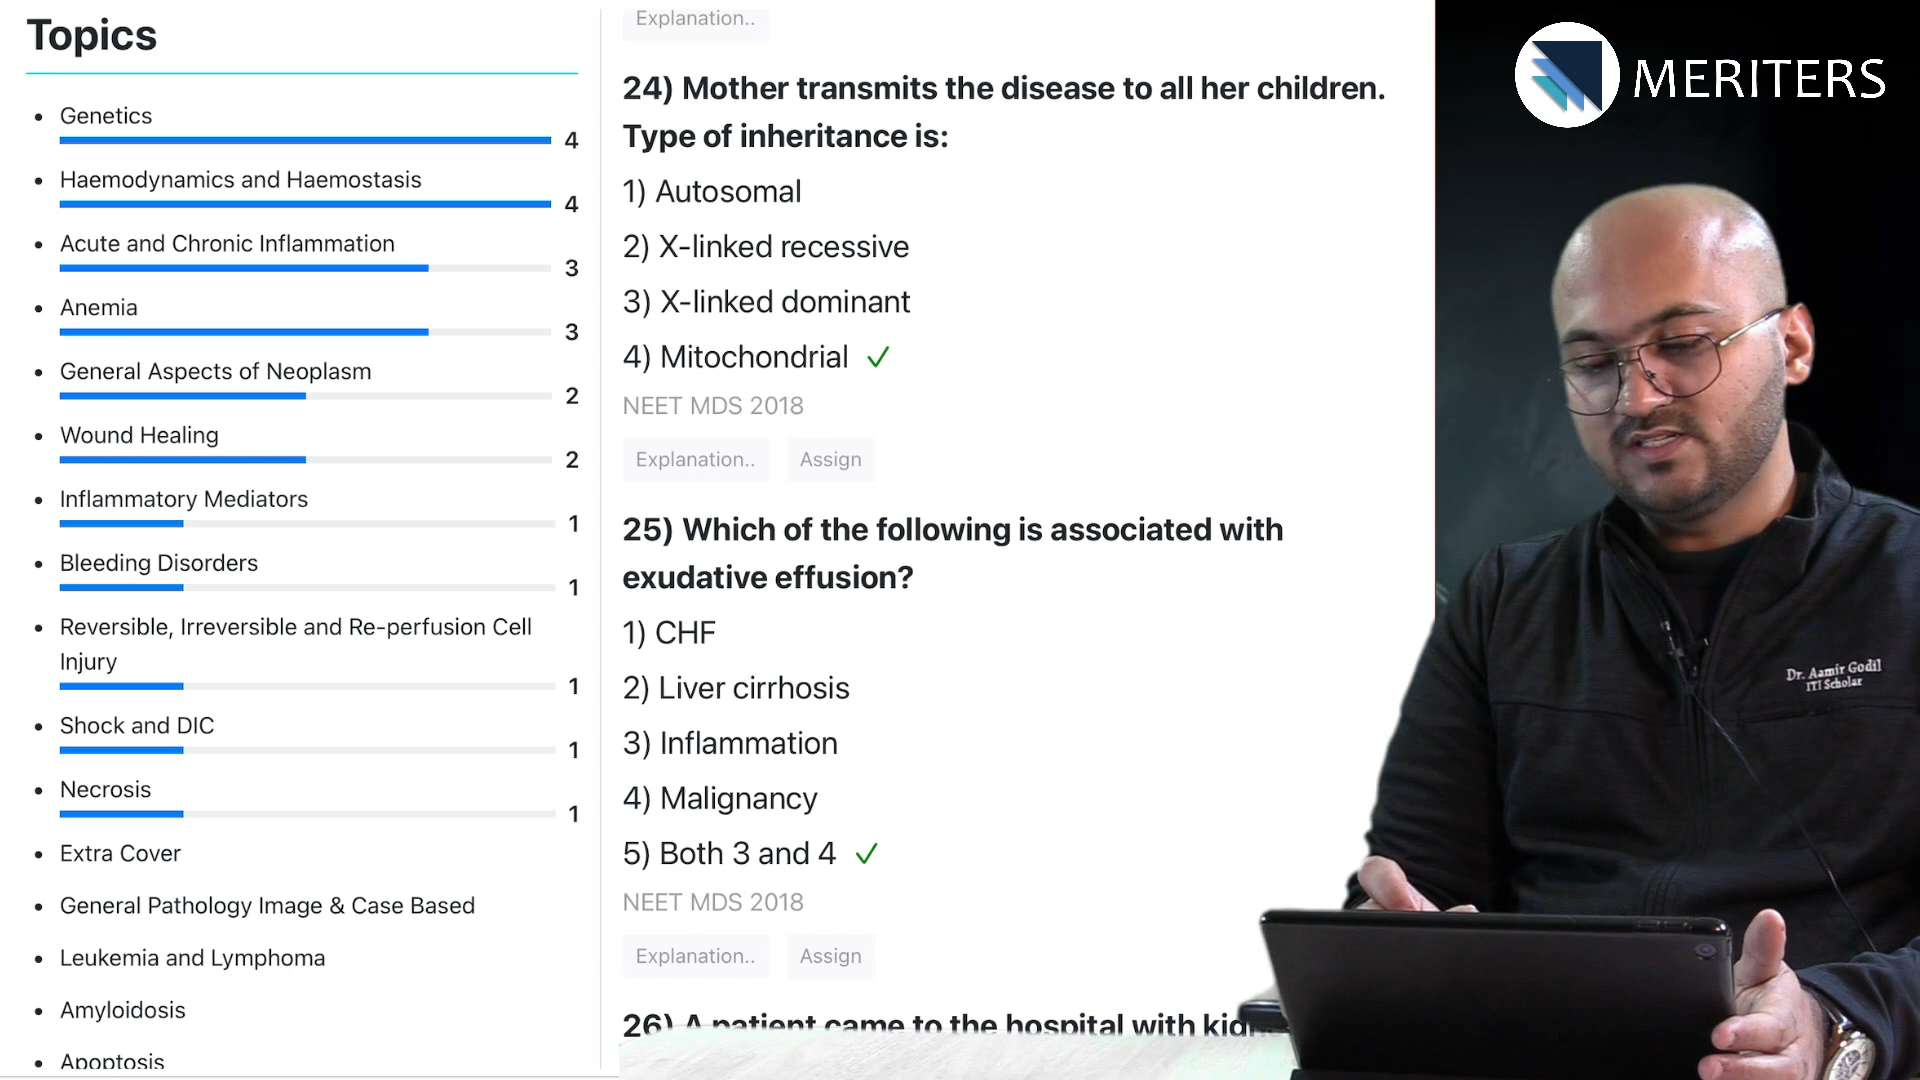 Topics
Genetics
4
Haemodynamics and Haemostasis
4
Acute and Chronic Inflammation
3
Anemia
3
General Aspects of Neoplasm
2
Wound Healing
2
Inflammatory Mediators
1
Bleeding Disorders
1
Reversible, Irreversible and Re-perfusion Cell
Injury
1
Shock and DIC
1
Necrosis
1
Extra Cover
General Pathology Image & Case Based
Leukemia and Lymphoma
Amyloidosis
Apoptosis
Explanation..
24) Mother transmits the disease to all her children.
Type of inheritance is:
1) Autosomal
2) X-linked recessive
3) X-linked dominant
4) Mitochondrial ✓
NEET MDS 2018
Explanation.. Assign
25) Which of the following is associated with
exudative effusion?
1) CHF
2) Liver cirrhosis
3) Inflammation
4) Malignancy
5) Both 3 and 4 ✓
NEET MDS 2018
Explanation.. Assign
26) A patient came to the hospital with
MERITERS
Dr. Aamir Godil
ITI Scholar